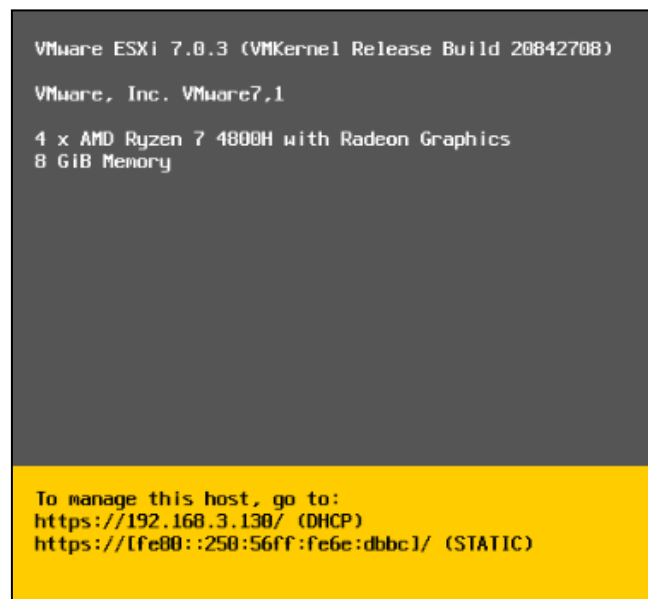 VMware ESXi 7.0.3 (VMKernel Release Build 20842708)
VMware, Inc. VMware7,1
4 x AMD Ryzen 7 4800H with Radeon Graphics
8 GiB Memory
To manage this host, go to:
https://192.168.3.130/ (DHCP)
https://[fe80::250:56ff:fe6e:dbbc]/ (STATIC)